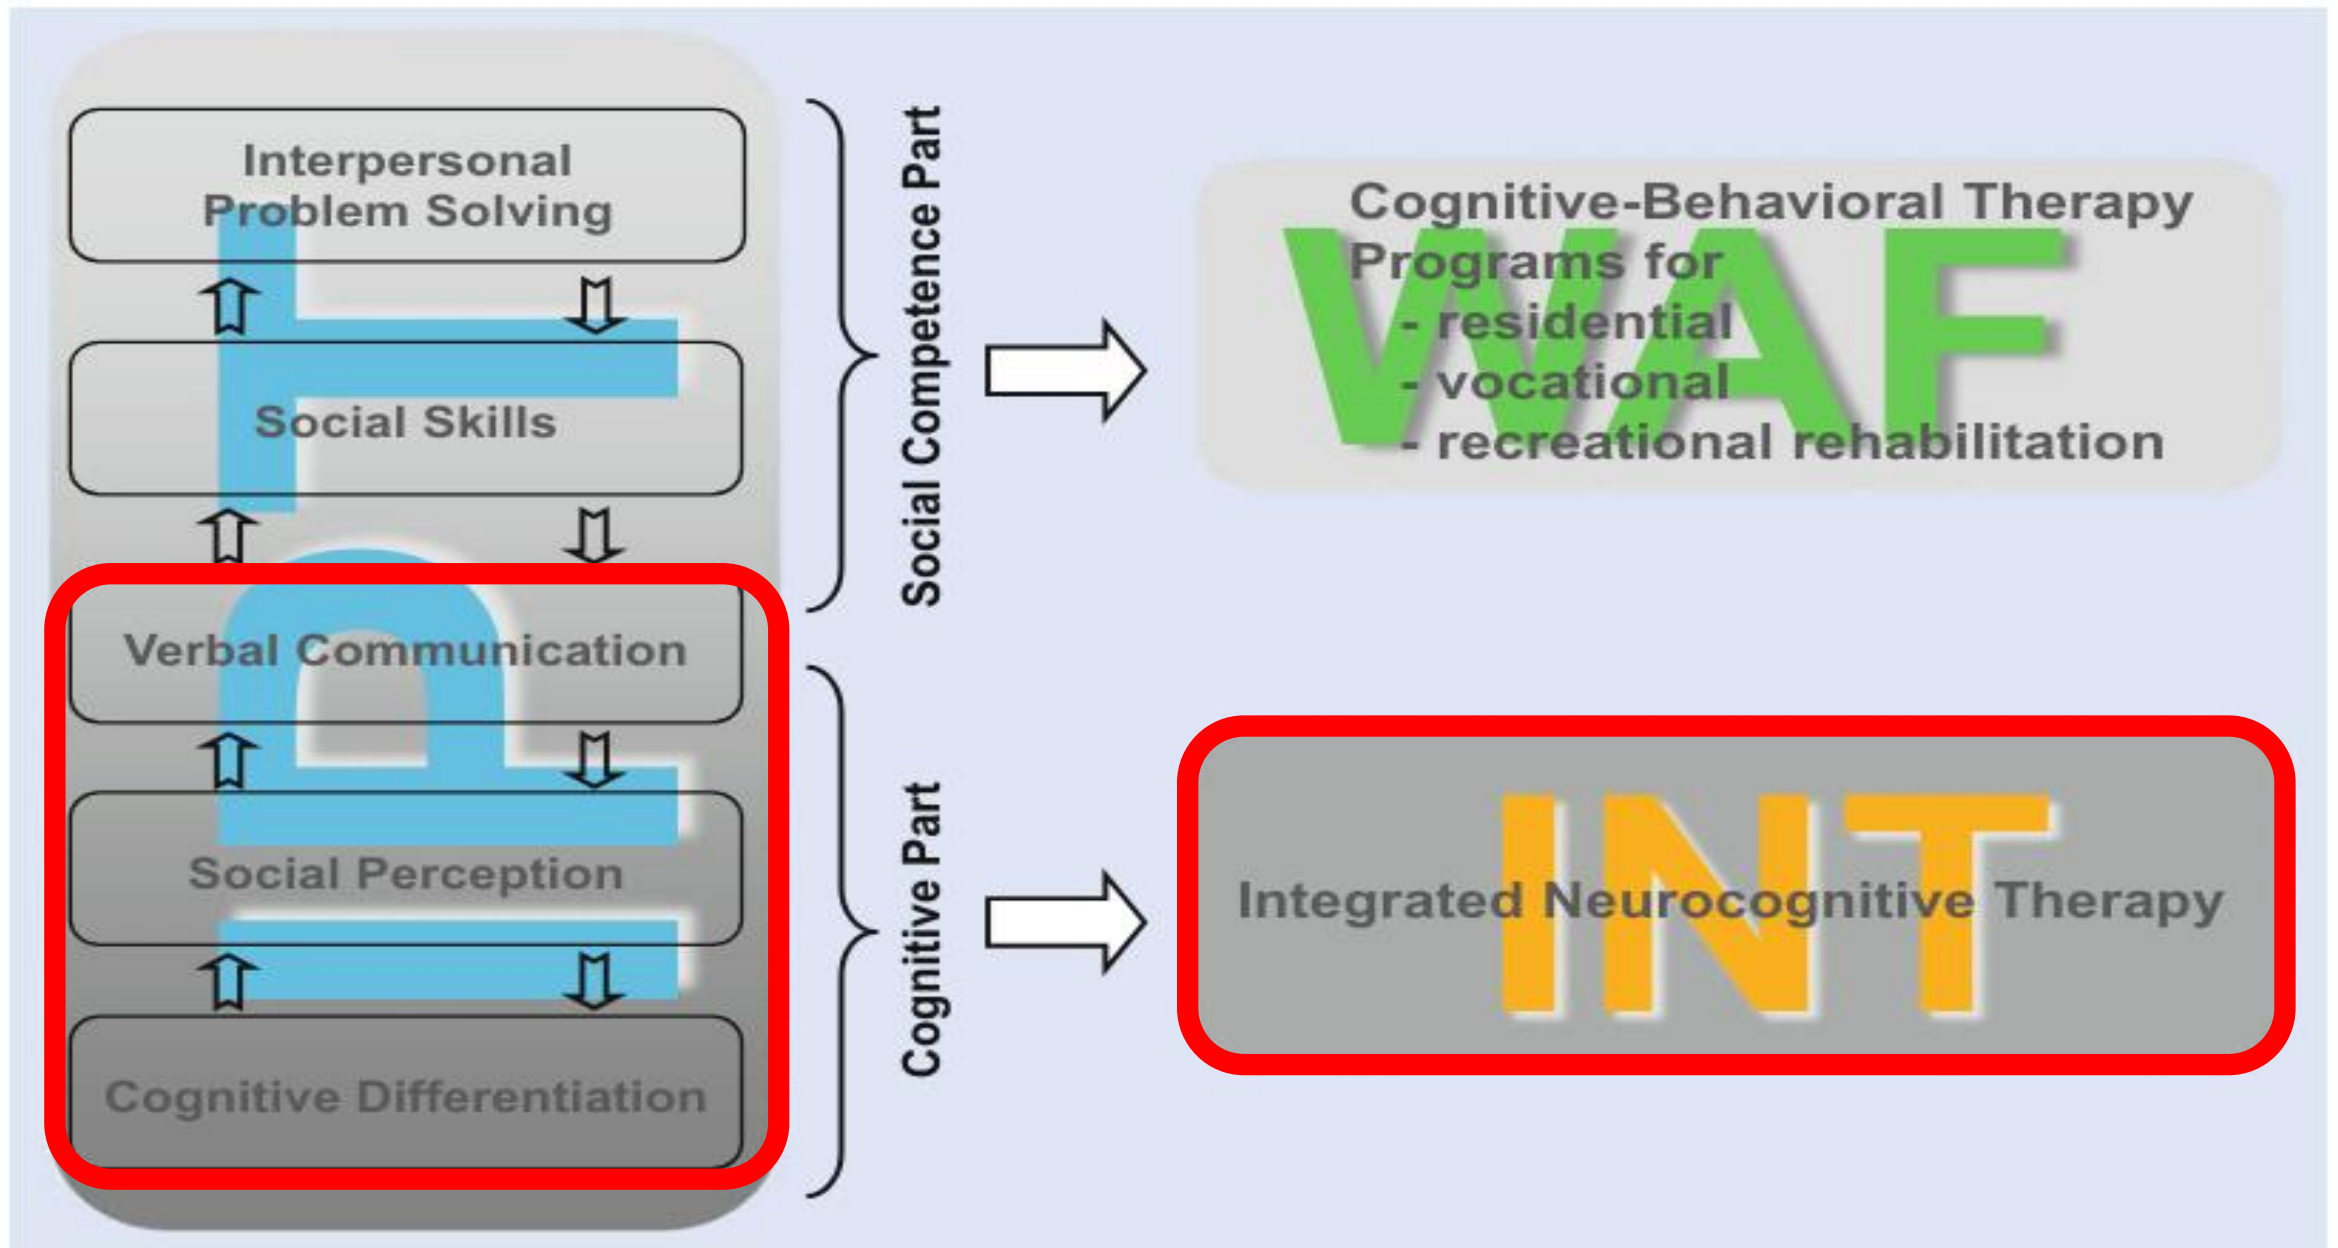 Interpersonal
Problem Solving
Social Skills
Verbal Communication
Social Perception
Cognitive Differentiation
IPT
Social Competence Part
Cognitive Part
Cognitive-Behavioral Therapy
Programs for
- residential
- vocational
- recreational rehabilitation
WAF
Integrated Neurocognitive Therapy
INT